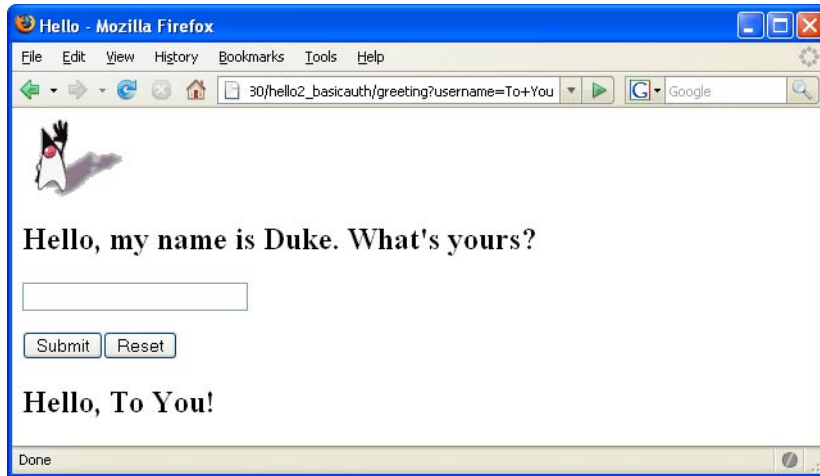 Hello - Mozilla Firefox
File Edit View History Bookmarks Tools Help
30/hello2_basicauth/greeting?username=To+You G Google
Hello, my name is Duke. What's yours?
Submit Reset
Hello, To You!
Done